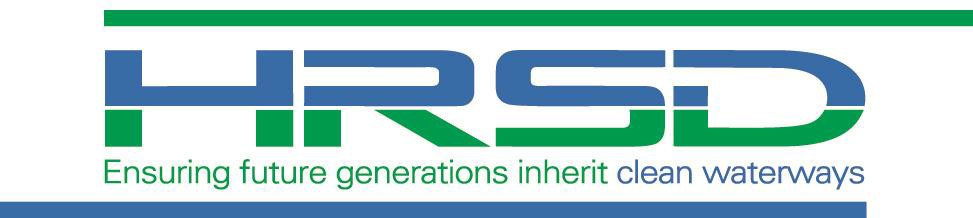 HRSD
Ensuring future generations inherit clean waterways